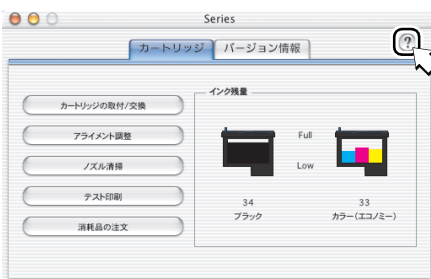 Series
カートリッジ
バージョン情報
?
カートリッジの取付/交換
アライメント調整
ノズル清掃
テスト印刷
消耗品の注文
インク残量
Full
Low
34
ブラック
33
カラー(エコノミー)